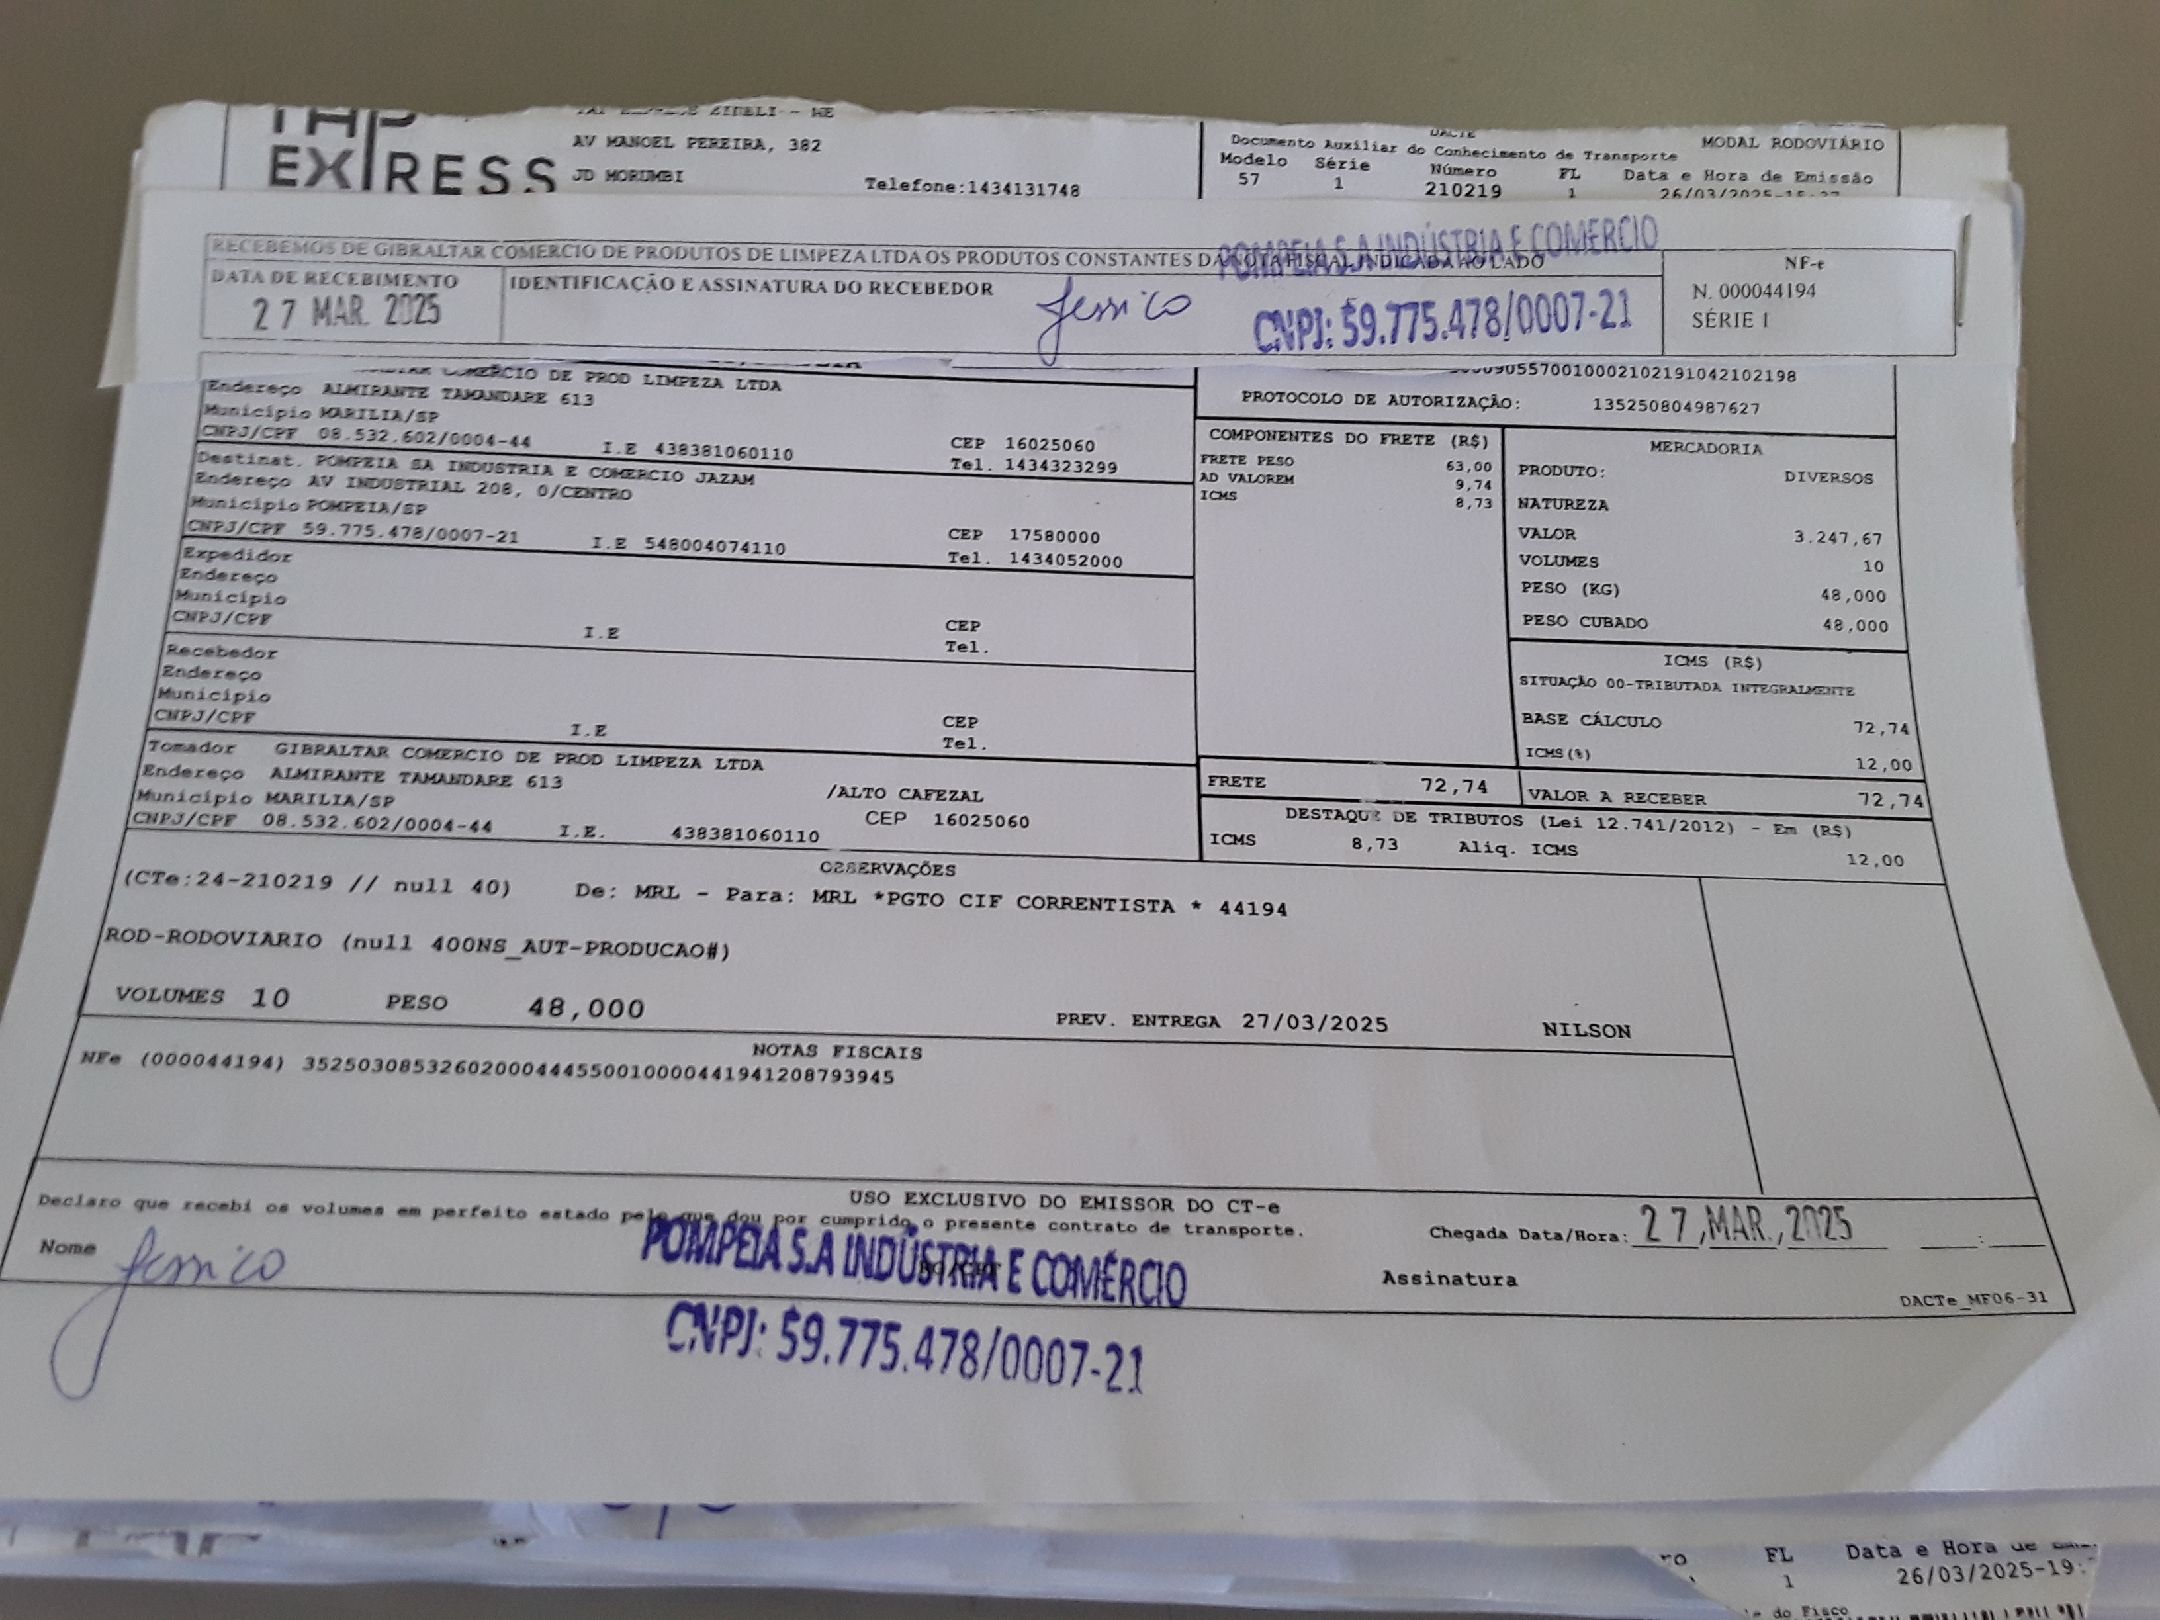 EXPRESS
AV MANOEL PEREIRA, 382
JD MORUMBI
Telefone:1434131748
DACTE
Documento Auxiliar do Conhecimento de Transporte
MODAL RODOVIÁRIO
Modelo Série Número FL Data e Hora de Emissão
57 1 210219 1 26/03/2025
RECEBEMOS DE GIBRALTAR COMERCIO DE PRODUTOS DE LIMPEZA LTDA OS PRODUTOS CONSTANTES DA NOTA FISCAL INDICADA AO LADO
POMPEIA S.A INDÚSTRIA E COMÉRCIO
DATA DE RECEBIMENTO
27 MAR. 2025
IDENTIFICAÇÃO E ASSINATURA DO RECEBEDOR
CNPJ: 59.775.478/0007-21
NF-e
N. 000044194
SÉRIE 1
COMERCIO DE PROD LIMPEZA LTDA
Endereço ALMIRANTE TAMANDARE 613
Município MARILIA/SP
CNPJ/CPF 08.532.602/0004-44 I.E 438381060110
CEP 16025060
Tel. 1434323299
Destinat. POMPEIA SA INDUSTRIA E COMERCIO JAZAM
Endereço AV INDUSTRIAL 208, 0/CENTRO
Município POMPEIA/SP
CNPJ/CPF 59.775.478/0007-21 I.E 548004074110
CEP 17580000
Tel. 1434052000
Expedidor
Endereço
Município
CNPJ/CPF I.E
CEP
Tel.
Recebedor
Endereço
Município
CNPJ/CPF I.E
CEP
Tel.
Tomador GIBRALTAR COMERCIO DE PROD LIMPEZA LTDA
Endereço ALMIRANTE TAMANDARE 613 /ALTO CAFEZAL
Município MARILIA/SP CEP 16025060
CNPJ/CPF 08.532.602/0004-44 I.E. 438381060110
PROTOCOLO DE AUTORIZAÇÃO: 135250804987627
COMPONENTES DO FRETE (R$)
FRETE PESO 63,00
AD VALOREM 9,74
ICMS 8,73
MERCADORIA
PRODUTO: DIVERSOS
NATUREZA
VALOR 3.247,67
VOLUMES 10
PESO (KG) 48,000
PESO CUBADO 48,000
ICMS (R$)
SITUAÇÃO 00-TRIBUTADA INTEGRALMENTE
BASE CÁLCULO 72,74
ICMS(%) 12,00
FRETE 72,74
VALOR A RECEBER 72,74
DESTAQUE DE TRIBUTOS (Lei 12.741/2012) - Em (R$)
ICMS 8,73 Aliq. ICMS 12,00
OBSERVAÇÕES
(CTe:24-210219 // null 40) De: MRL - Para: MRL *PGTO CIF CORRENTISTA * 44194
ROD-RODOVIARIO (null 400NS_AUT-PRODUCAO#)
VOLUMES 10 PESO 48,000 PREV. ENTREGA 27/03/2025 NILSON
NOTAS FISCAIS
NFe (000044194) 35250308532602000444550010000441941208793945
USO EXCLUSIVO DO EMISSOR DO CT-e
Declaro que recebi os volumes em perfeito estado pelo que dou por cumprido o presente contrato de transporte.
Chegada Data/Hora: 27 MAR. 2025 :
Nome
POMPEIA S.A INDÚSTRIA E COMÉRCIO
Assinatura
DACTe_MF06-31
CNPJ: 59.775.478/0007-21
FL Data e Hora de
1 26/03/2025-19:
do Fisco